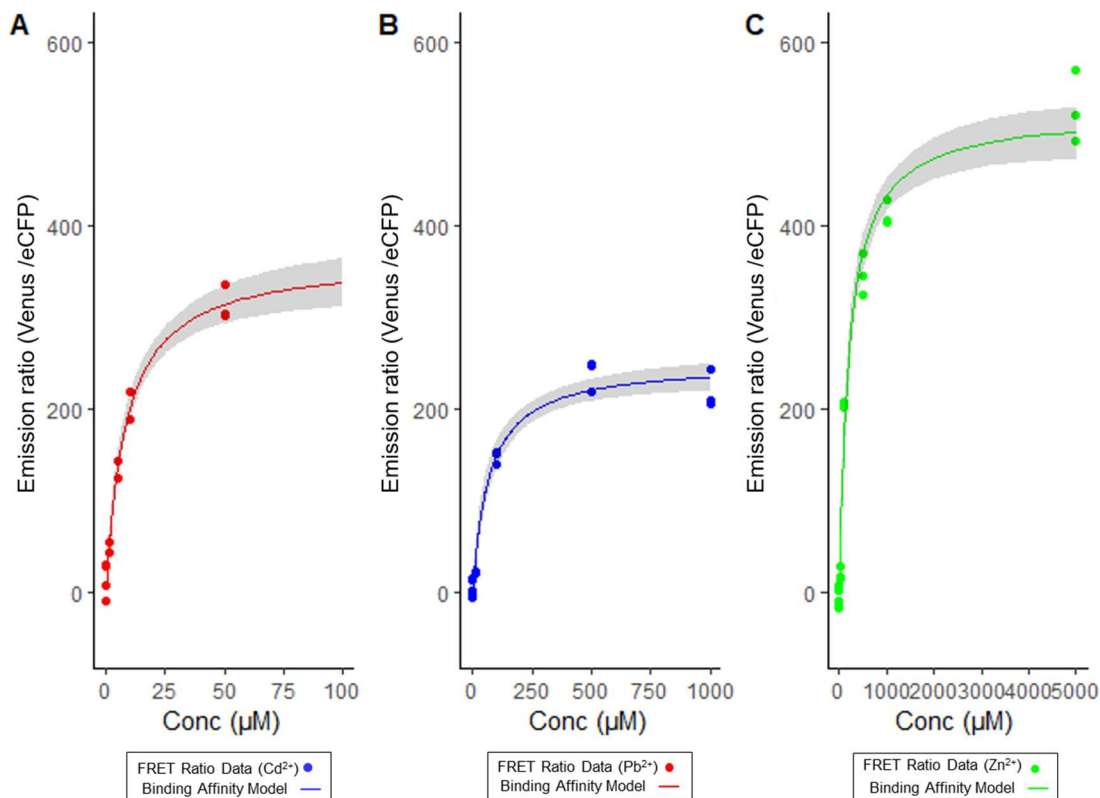 A
600
400
200
0
Emission ratio (Venus /eCFP)
0 25 50 75 100
Conc (µM)
FRET Ratio Data (Cd²⁺)
Binding Affinity Model
B
600
400
200
0
Emission ratio (Venus /eCFP)
0 250 500 750 1000
Conc (µM)
FRET Ratio Data (Pb²⁺)
Binding Affinity Model
C
600
400
200
0
Emission ratio (Venus /eCFP)
0 1000 2000 3000 4000 5000
Conc (µM)
FRET Ratio Data (Zn²⁺)
Binding Affinity Model